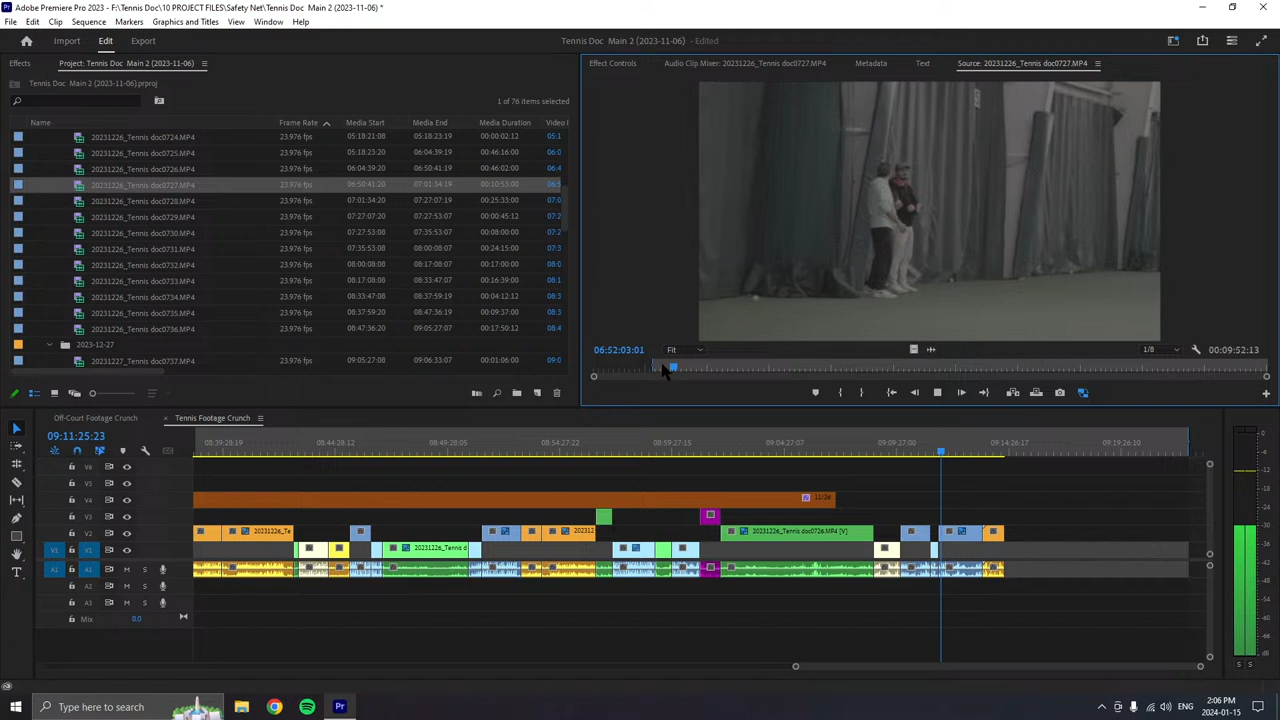 Adobe Premiere Pro 2023 - F:\Tennis Doc\10 PROJECT FILES\Safety Net\Tennis Doc  Main 2 (2023-11-06) *
File Edit Clip Sequence Markers Graphics and Titles View Window Help
Import Edit Export Tennis Doc  Main 2 (2023-11-06) - Edited
Effects Project: Tennis Doc  Main 2 (2023-11-06) Effect Controls Audio Clip Mixer: 20231226_Tennis doc0727.MP4 Metadata Text Source: 20231226_Tennis doc0727.MP4
Tennis Doc  Main 2 (2023-11-06).prproj
1 of 76 items selected
Name Frame Rate Media Start Media End Media Duration Video I
20231226_Tennis doc0724.MP4 23.976 fps 05:18:21:08 05:18:23:19 00:00:02:12 05:1
20231226_Tennis doc0725.MP4 23.976 fps 05:18:23:20 06:04:39:19 00:46:16:00 06:0
20231226_Tennis doc0726.MP4 23.976 fps 06:04:39:20 06:50:41:19 00:46:02:00 06:4
20231226_Tennis doc0727.MP4 23.976 fps 06:50:41:20 07:01:34:19 00:10:53:00 06:5
20231226_Tennis doc0728.MP4 23.976 fps 07:01:34:20 07:27:07:19 00:25:33:00 07:0
20231226_Tennis doc0729.MP4 23.976 fps 07:27:07:20 07:27:53:07 00:00:45:12 07:2
20231226_Tennis doc0730.MP4 23.976 fps 07:27:53:08 07:35:53:07 00:08:00:00 07:2
20231226_Tennis doc0731.MP4 23.976 fps 07:35:53:08 08:00:08:07 00:24:15:00 08:0
20231226_Tennis doc0732.MP4 23.976 fps 08:00:08:08 08:17:08:07 00:17:00:00 08:1
20231226_Tennis doc0733.MP4 23.976 fps 08:17:08:08 08:33:47:07 00:16:39:00 08:2
20231226_Tennis doc0734.MP4 23.976 fps 08:33:47:08 08:37:59:19 00:04:12:12 08:3
20231226_Tennis doc0735.MP4 23.976 fps 08:37:59:20 08:47:36:19 00:09:37:00 08:4
20231226_Tennis doc0736.MP4 23.976 fps 08:47:36:20 09:05:27:07 00:17:50:12 08:4
2023-12-27
20231227_Tennis doc0737.MP4 23.976 fps 09:05:27:08 09:06:33:07 00:01:06:00 09:0
06:52:03:01 Fit 1/8 00:09:52:13
Off-Court Footage Crunch × Tennis Footage Crunch
09:11:25:23
08:39:28:19 08:44:28:12 08:49:28:05 08:54:27:22 08:59:27:15 09:04:27:07 09:09:27:00 09:14:26:17 09:19:26:10
V6
V5
V4 11/26
V3
V2 20231226_Te 202312 20231226_Tennis doc0726.MP4 [V]
V1 V1 20231226_Tennis d
A1 A1 M S
A2 M S
A3 M S
Mix 0.0
0
-6
-12
-18
-24
-30
-36
-42
-48
-54
dB
S S
Type here to search
ENG
2:06 PM
2024-01-15